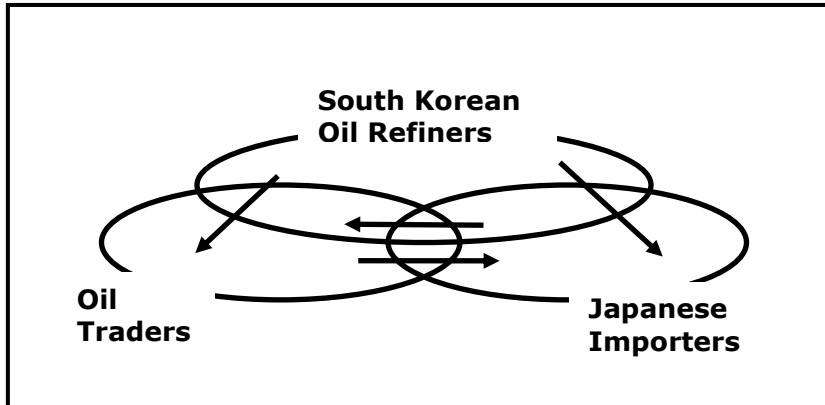 South Korean
Oil Refiners
Oil
Traders
Japanese
Importers